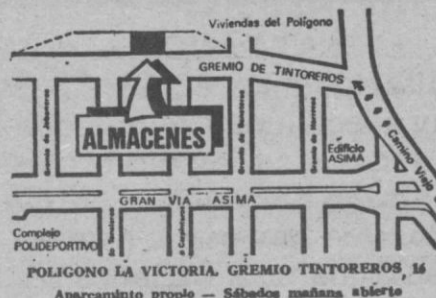 Viviendas del Polígono
GREMIO DE TINTOREROS
ALMACENES
Edificio
ASIMA
Camino Viejo
GRAN VIA ASIMA
Complejo
POLIDEPORTIVO
POLIGONO LA VICTORIA. GREMIO TINTOREROS, 16
Aparcaminto propio — Sábados mañana abierto